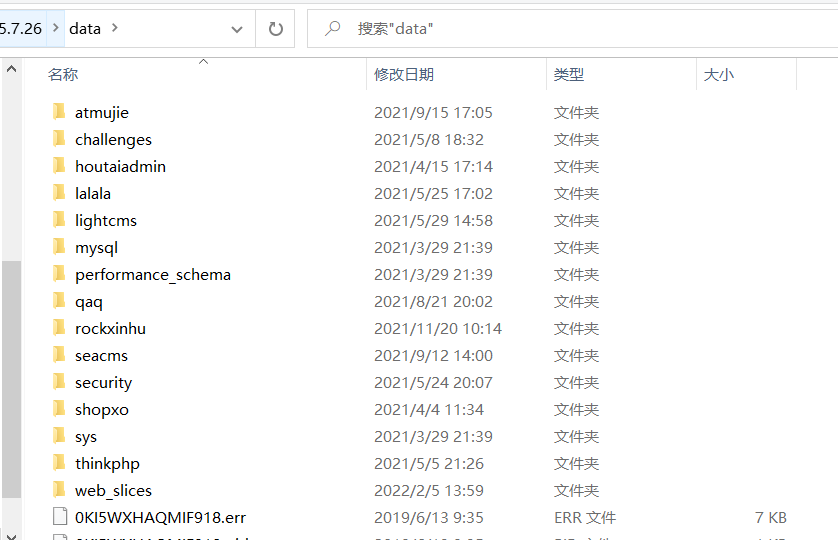 5.7.26 data 搜索"data"
名称 修改日期 类型 大小
atmujie 2021/9/15 17:05 文件夹
challenges 2021/5/8 18:32 文件夹
houtaiadmin 2021/4/15 17:14 文件夹
lalala 2021/5/25 17:02 文件夹
lightcms 2021/5/29 14:58 文件夹
mysql 2021/3/29 21:39 文件夹
performance_schema 2021/3/29 21:39 文件夹
qaq 2021/8/21 20:02 文件夹
rockxinhu 2021/11/20 10:14 文件夹
seacms 2021/9/12 14:00 文件夹
security 2021/5/24 20:07 文件夹
shopxo 2021/4/4 11:34 文件夹
sys 2021/3/29 21:39 文件夹
thinkphp 2021/5/5 21:26 文件夹
web_slices 2022/2/5 13:59 文件夹
0KI5WXHAQMIF918.err 2019/6/13 9:35 ERR 文件 7 KB